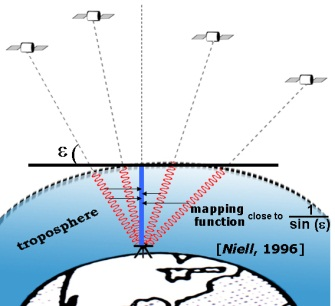 ε (
troposphere
mapping function close to 1 / sin (ε)
[Niell, 1996]